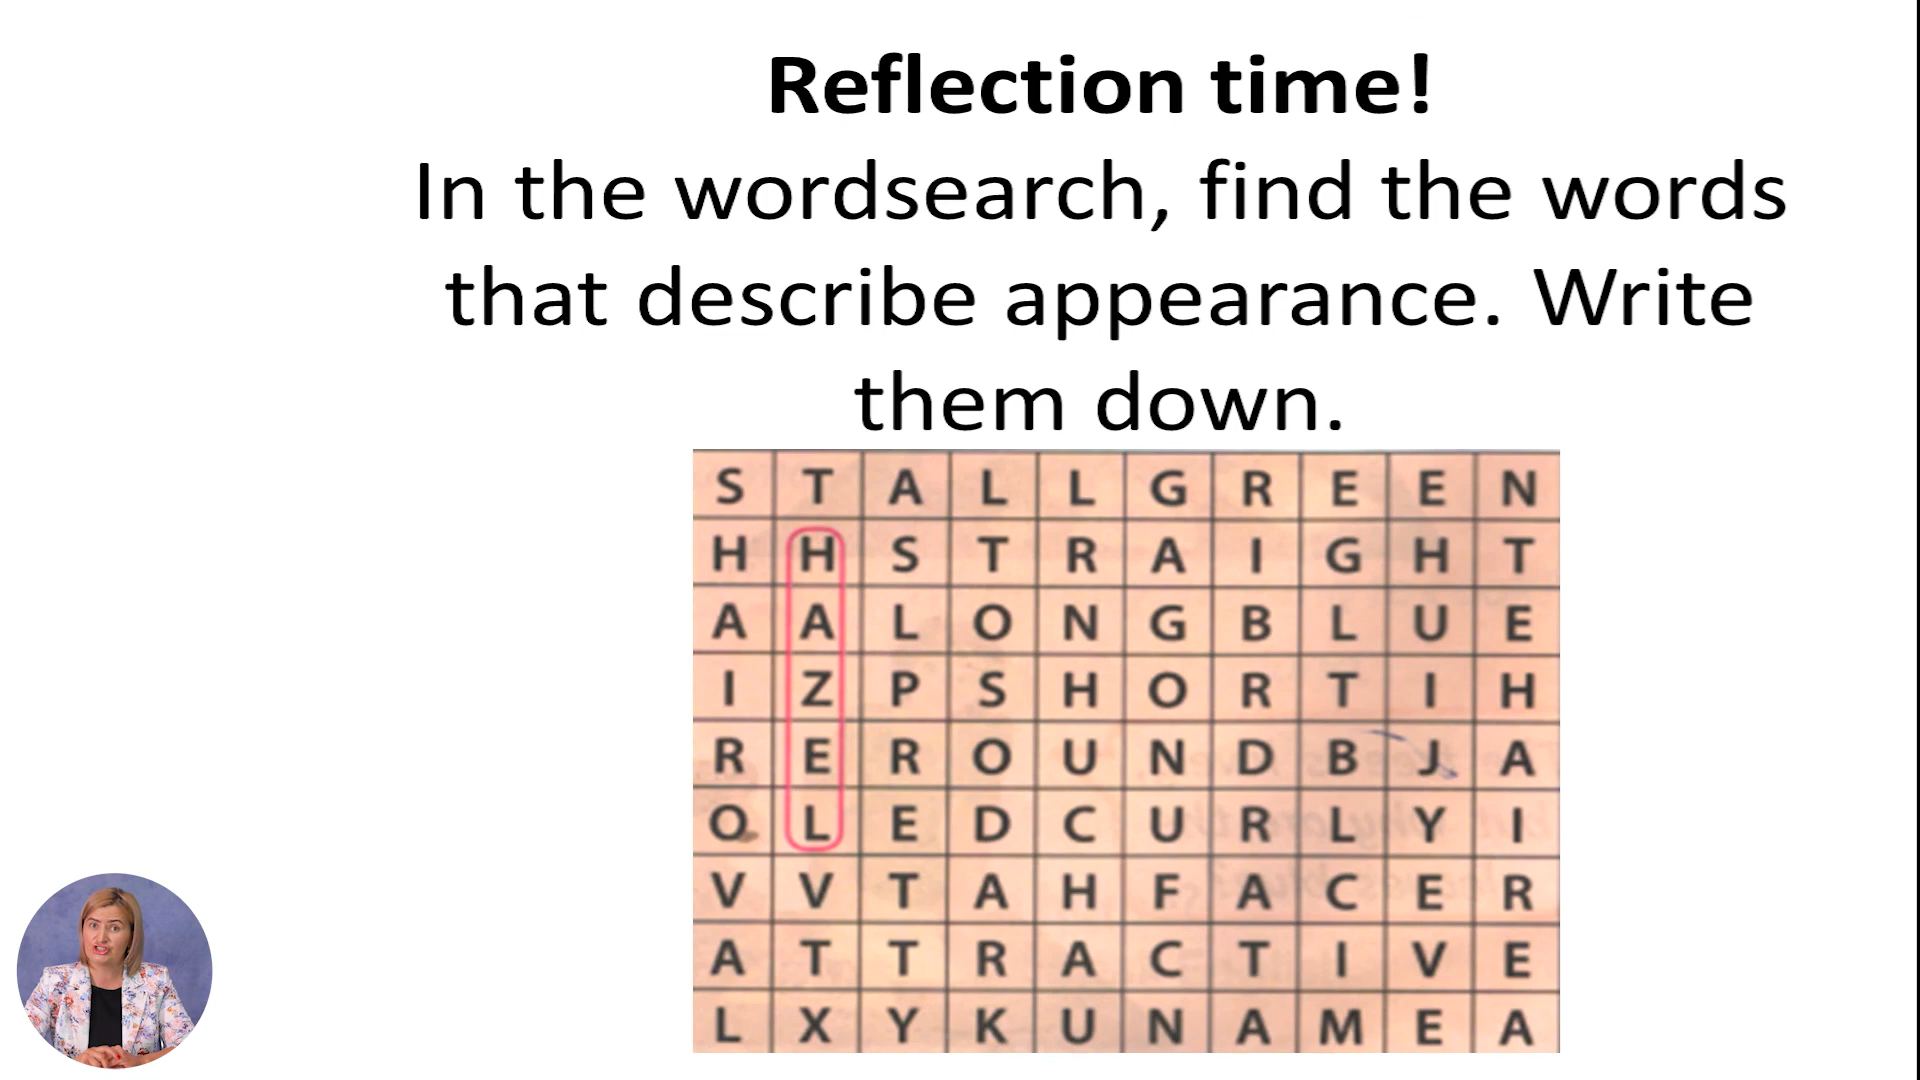 Reflection time!
In the wordsearch, find the words
that describe appearance. Write
them down.
S T A L L G R E E N
H H S T R A I G H T
A A L O N G B L U E
I Z P S H O R T I H
R E R O U N D B J A
O L E D C U R L Y I
V V T A H F A C E R
A T T R A C T I V E
L X Y K U N A M E A